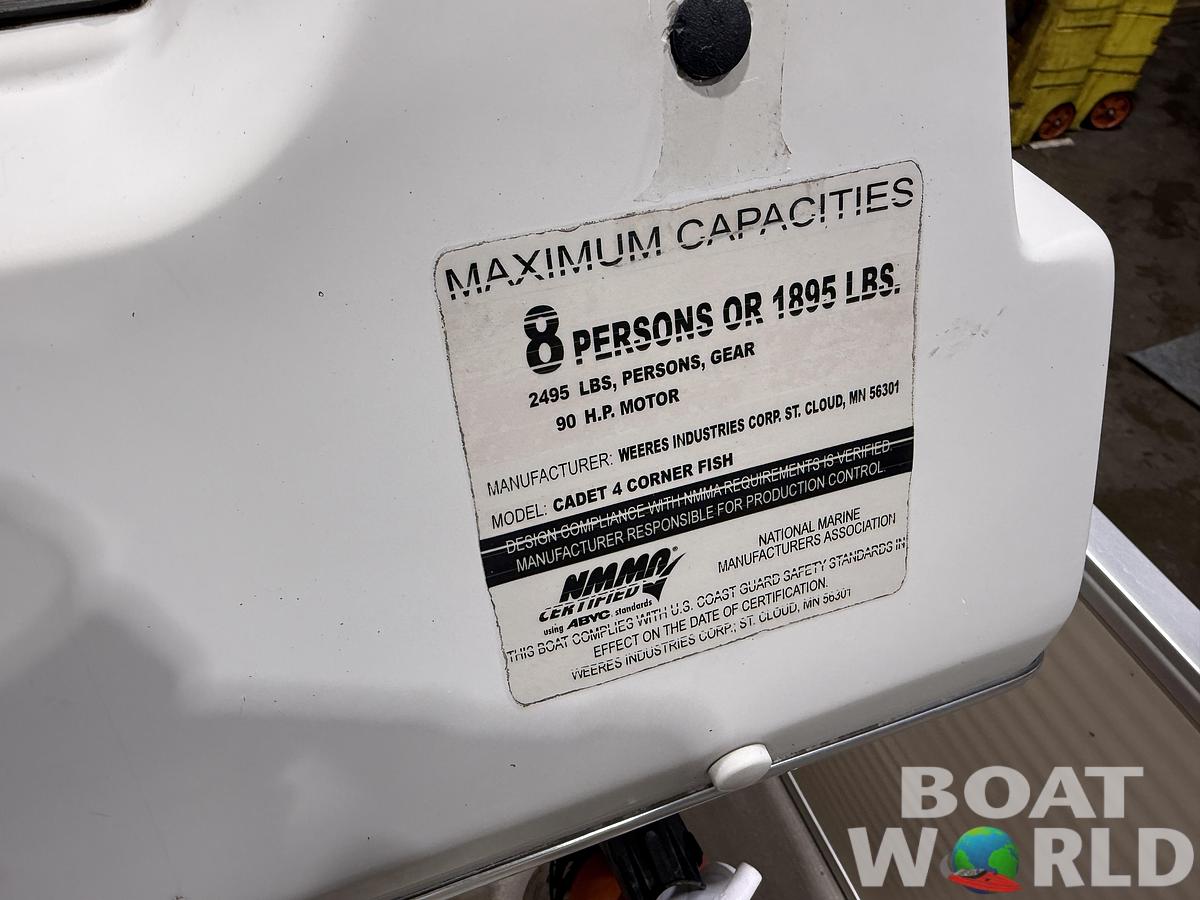 MAXIMUM CAPACITIES
8 PERSONS OR 1895 LBS.
2495 LBS, PERSONS, GEAR
90 H.P. MOTOR
MANUFACTURER: WEERES INDUSTRIES CORP. ST. CLOUD, MN 56301
MODEL: CADET 4 CORNER FISH
DESIGN COMPLIANCE WITH NMMA REQUIREMENTS IS VERIFIED.
MANUFACTURER RESPONSIBLE FOR PRODUCTION CONTROL.
NMMA®
CERTIFIED
using ABYC standards
NATIONAL MARINE
MANUFACTURERS ASSOCIATION
THIS BOAT COMPLIES WITH U.S. COAST GUARD SAFETY STANDARDS IN
EFFECT ON THE DATE OF CERTIFICATION.
WEERES INDUSTRIES CORP.; ST. CLOUD, MN 56301
BOAT
WORLD